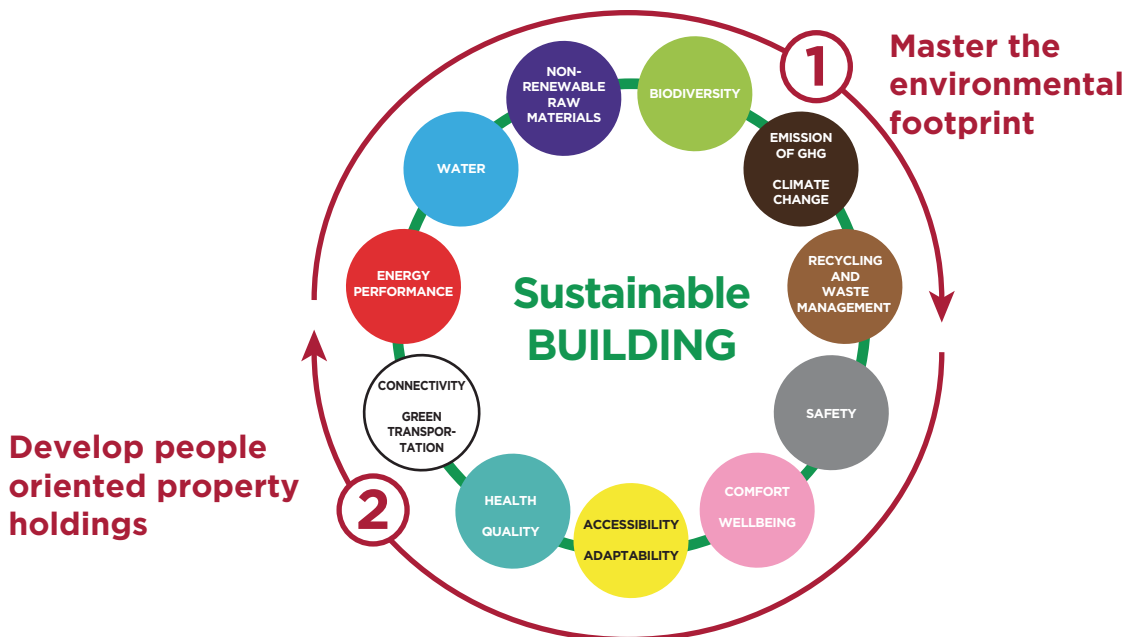 1
Master the
environmental
footprint
NON-
RENEWABLE
RAW
MATERIALS
BIODIVERSITY
EMISSION
OF GHG
CLIMATE
CHANGE
WATER
RECYCLING
AND
WASTE
MANAGEMENT
ENERGY
PERFORMANCE
Sustainable
BUILDING
CONNECTIVITY
GREEN
TRANSPOR-
TATION
SAFETY
Develop people
oriented property
holdings
2
HEALTH
QUALITY
ACCESSIBILITY
ADAPTABILITY
COMFORT
WELLBEING